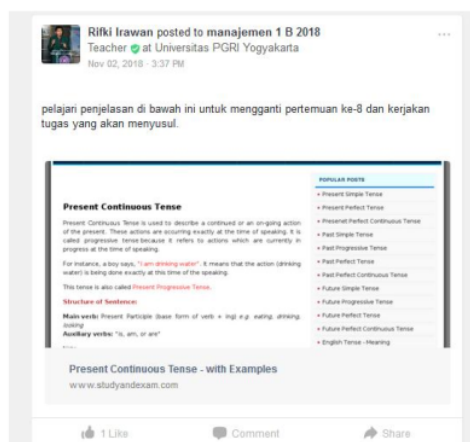 Rifki Irawan posted to manajemen 1 B 2018
Teacher at Universitas PGRI Yogyakarta
Nov 02, 2018 · 3:37 PM
pelajari penjelasan di bawah ini untuk mengganti pertemuan ke-8 dan kerjakan
tugas yang akan menyusul.
Present Continuous Tense
Present Continuous Tense is used to describe a continued or an on-going action
of the present. These actions are occurring exactly at the time of speaking. It is
called progressive tense because it refers to actions which are currently in
progress at the time of speaking.
For instance, a boy says, "I am drinking water". It means that the action (drinking
water) is being done exactly at this time of the speaking.
This tense is also called Present Progressive Tense.
Structure of Sentence:
Main verb: Present Participle (base form of verb + ing) e.g. eating, drinking,
looking
Auxiliary verbs: "is, am, or are"
POPULAR POSTS
Present Simple Tense
Present Perfect Tense
Presenet Perfect Continuous Tense
Past Simple Tense
Past Progressive Tense
Past Perfect Tense
Past Perfect Continuous Tense
Future Simple Tense
Future Progressive Tense
Future Perfect Tense
Future Perfect Continuous Tense
English Tense - Meaning
Present Continuous Tense - with Examples
www.studyandexam.com
1 Like
Comment
Share